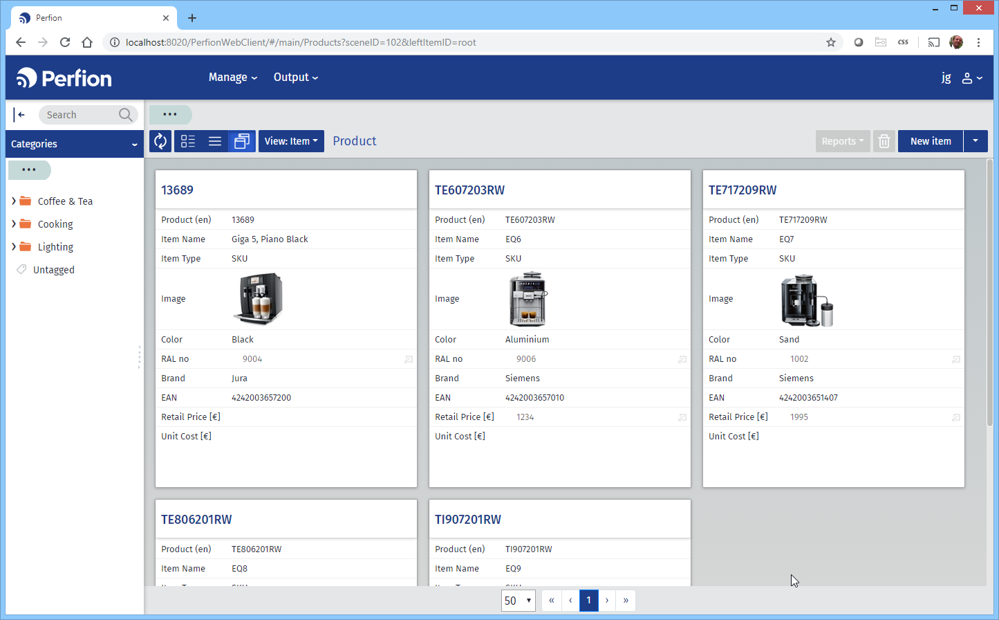 Perfion
localhost:8020/PerfionWebClient/#/main/Products?sceneID=102&leftItemID=root
css
Perfion
Manage
Output
jg
Search
•••
Categories
View: Item
Product
Reports
New item
•••
Coffee & Tea
Cooking
Lighting
Untagged
13689
Product (en) 13689
Item Name Giga 5, Piano Black
Item Type SKU
Image
Color Black
RAL no 9004
Brand Jura
EAN 4242003657200
Retail Price [€]
Unit Cost [€]
TE607203RW
Product (en) TE607203RW
Item Name EQ6
Item Type SKU
Image
Color Aluminium
RAL no 9006
Brand Siemens
EAN 4242003657010
Retail Price [€] 1234
Unit Cost [€]
TE717209RW
Product (en) TE717209RW
Item Name EQ7
Item Type SKU
Image
Color Sand
RAL no 1002
Brand Siemens
EAN 4242003651407
Retail Price [€] 1995
Unit Cost [€]
TE806201RW
Product (en) TE806201RW
Item Name EQ8
TI907201RW
Product (en) TI907201RW
Item Name EQ9
50 « ‹ 1 › »